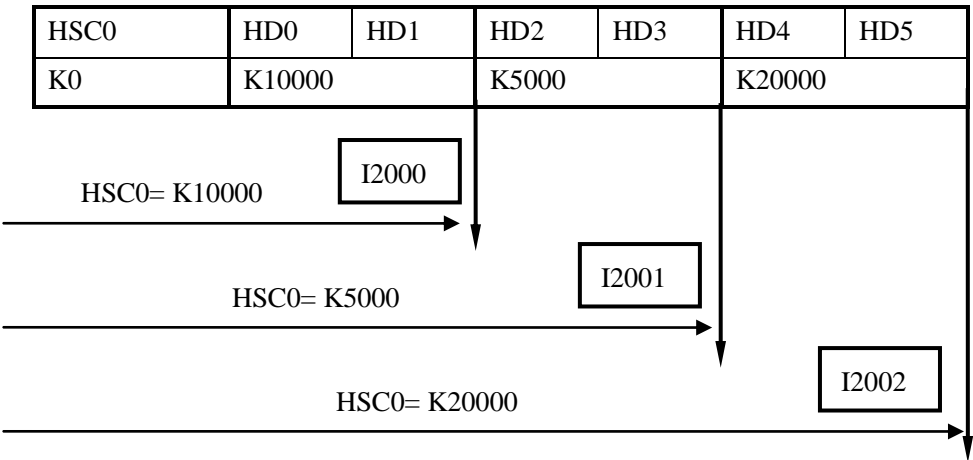 HSC0 HD0 HD1 HD2 HD3 HD4 HD5
K0 K10000 K5000 K20000
I2000
HSC0= K10000
I2001
HSC0= K5000
I2002
HSC0= K20000